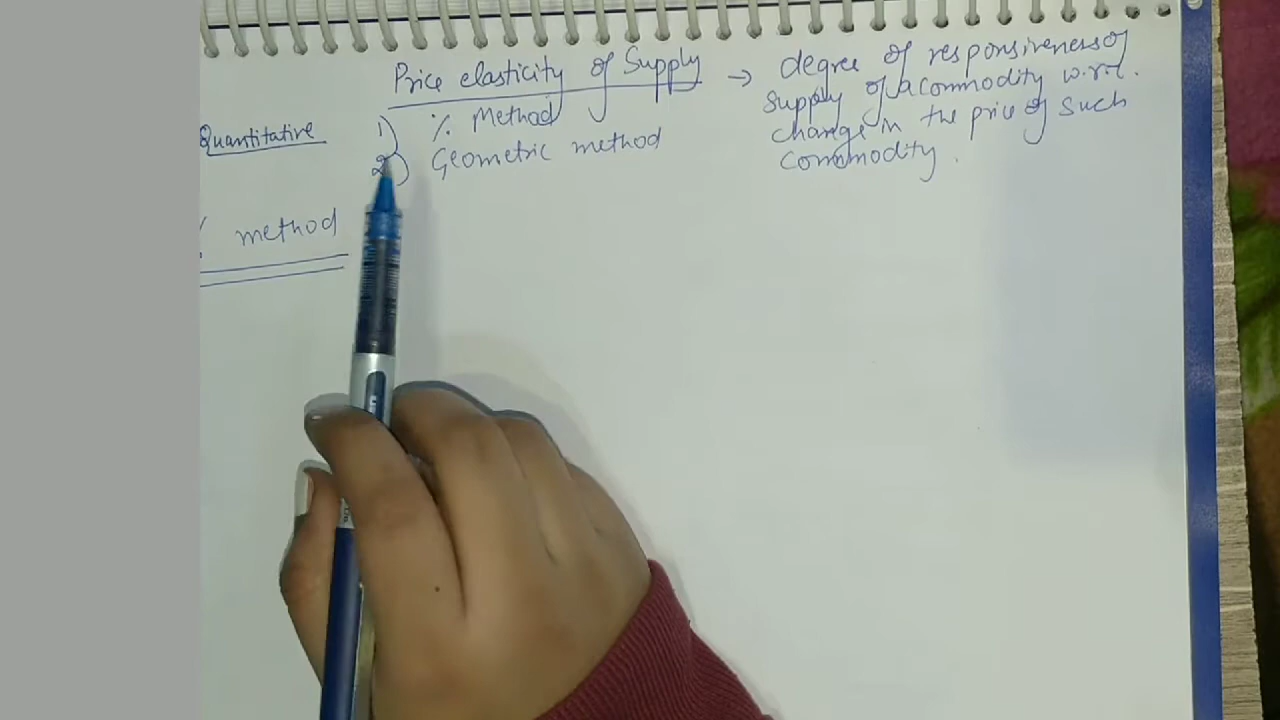 Price elasticity of Supply → degree of responsiveness of
supply of a commodity w.r.t.
change in the price of such
commodity.
Quantitative
1) % Method
2) Geometric method
% method